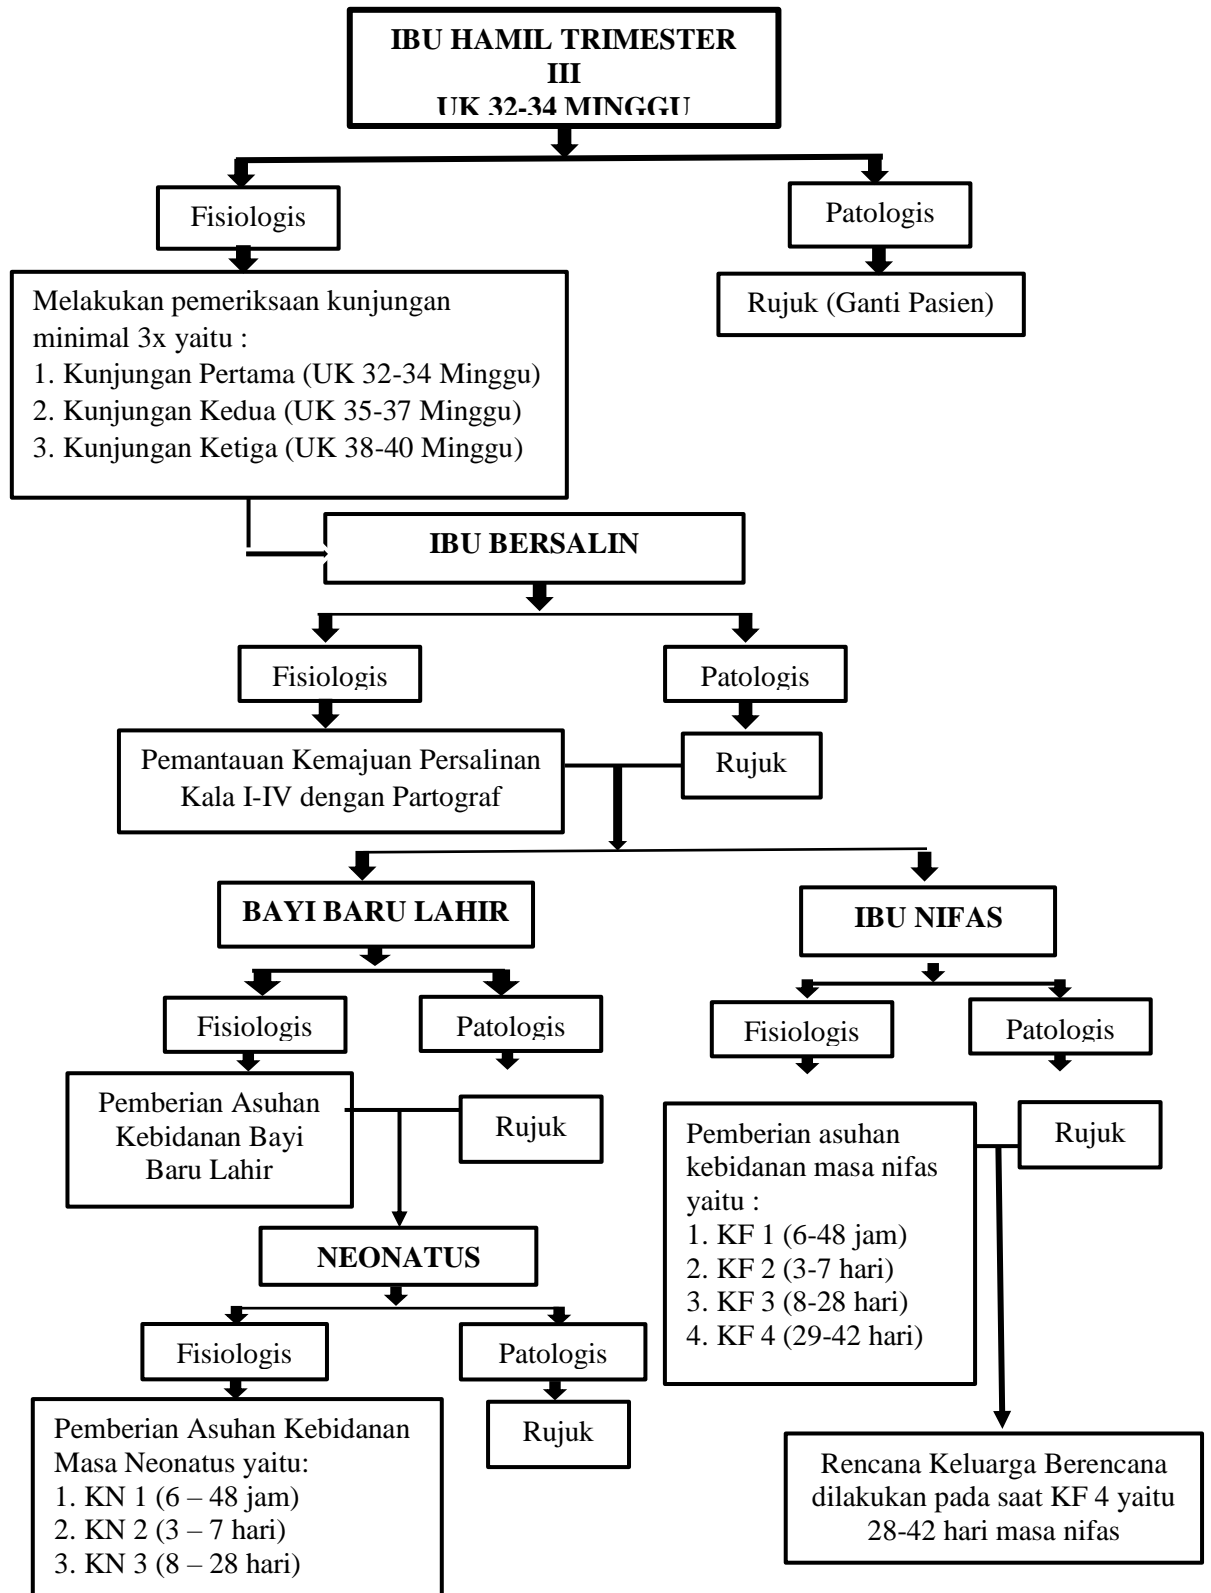 IBU HAMIL TRIMESTER
III
UK 32-34 MINGGU
Fisiologis
Patologis
Melakukan pemeriksaan kunjungan
minimal 3x yaitu :
1. Kunjungan Pertama (UK 32-34 Minggu)
2. Kunjungan Kedua (UK 35-37 Minggu)
3. Kunjungan Ketiga (UK 38-40 Minggu)
Rujuk (Ganti Pasien)
IBU BERSALIN
Fisiologis
Patologis
Pemantauan Kemajuan Persalinan
Kala I-IV dengan Partograf
Rujuk
BAYI BARU LAHIR
IBU NIFAS
Fisiologis
Patologis
Fisiologis
Patologis
Pemberian Asuhan
Kebidanan Bayi
Baru Lahir
Rujuk
Pemberian asuhan
kebidanan masa nifas
yaitu :
1. KF 1 (6-48 jam)
2. KF 2 (3-7 hari)
3. KF 3 (8-28 hari)
4. KF 4 (29-42 hari)
Rujuk
NEONATUS
Fisiologis
Patologis
Pemberian Asuhan Kebidanan
Masa Neonatus yaitu:
1. KN 1 (6 – 48 jam)
2. KN 2 (3 – 7 hari)
3. KN 3 (8 – 28 hari)
Rujuk
Rencana Keluarga Berencana
dilakukan pada saat KF 4 yaitu
28-42 hari masa nifas